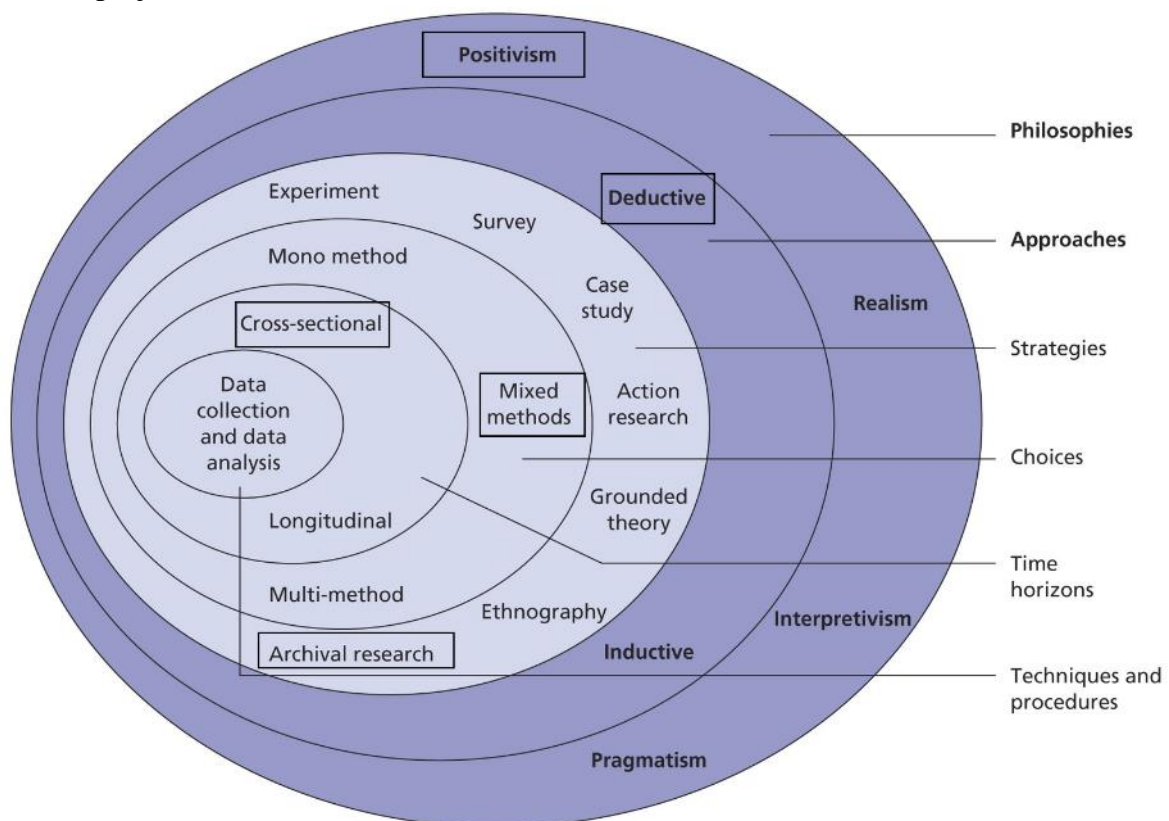 Positivism
Philosophies
Experiment
Deductive
Survey
Approaches
Mono method
Case
study
Realism
Cross-sectional
Strategies
Data
collection
and data
analysis
Mixed
methods
Action
research
Choices
Grounded
theory
Longitudinal
Time
horizons
Multi-method
Ethnography
Interpretivism
Archival research
Inductive
Techniques and
procedures
Pragmatism